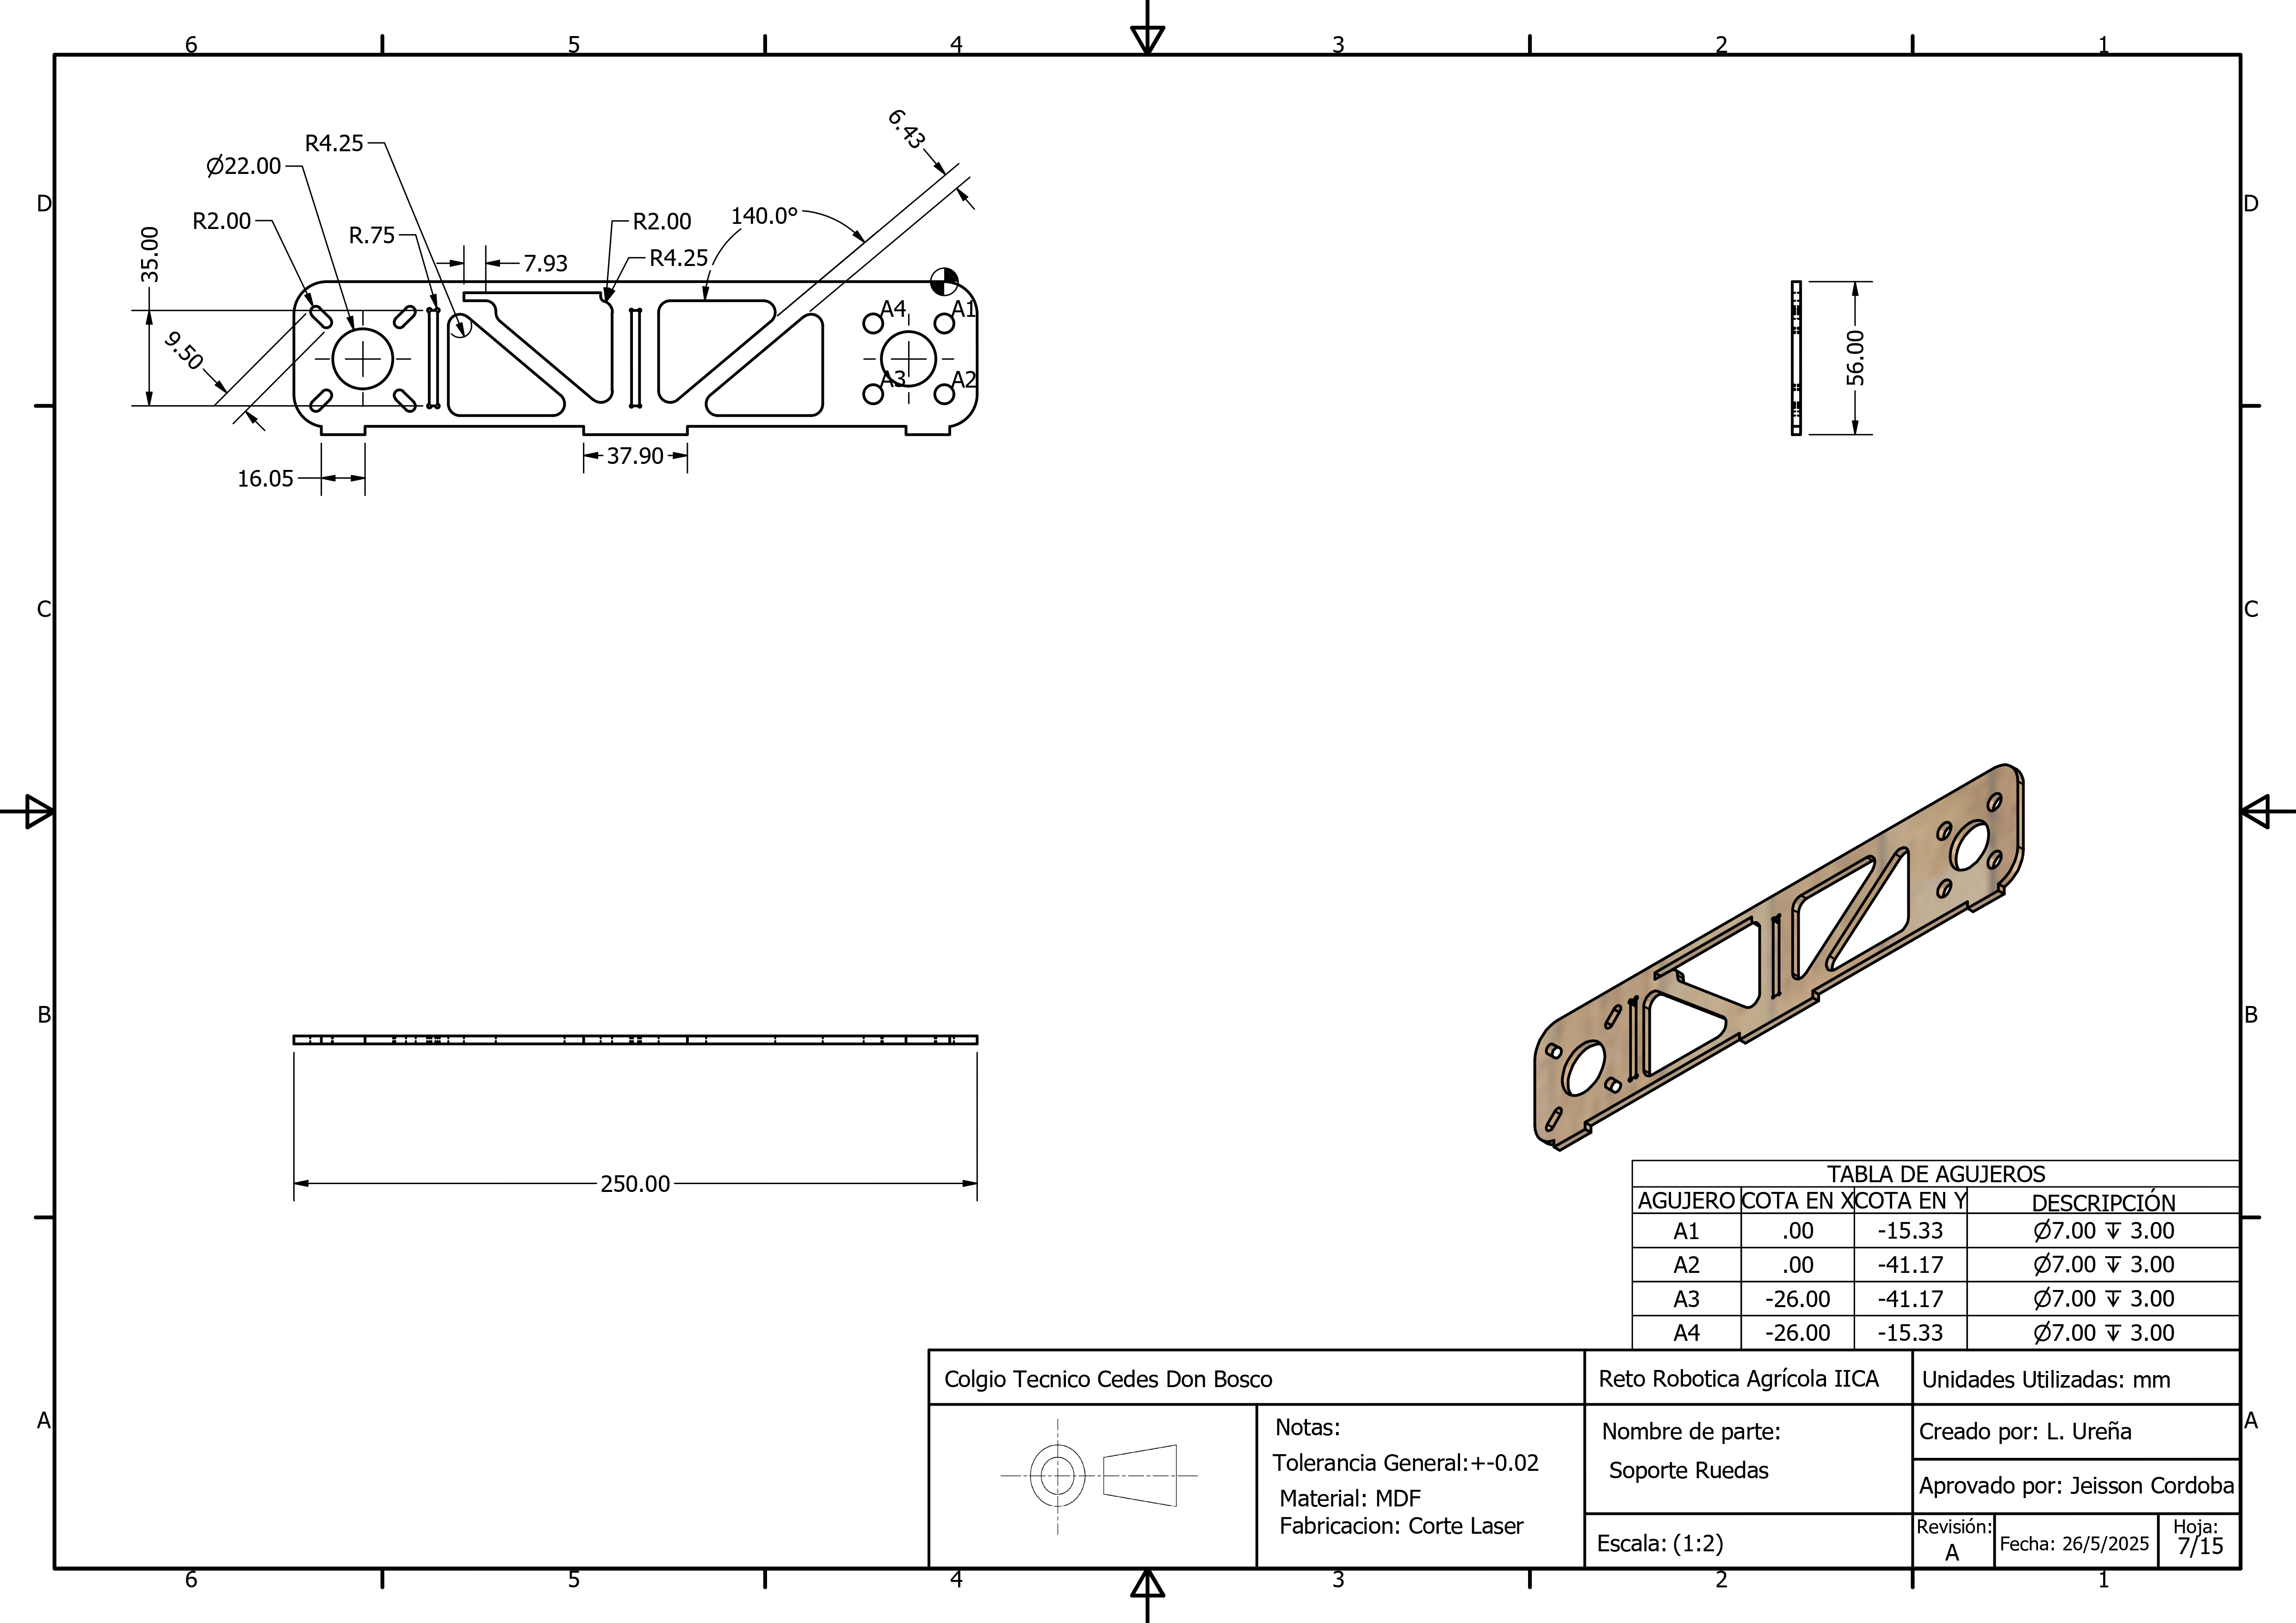 6 5 4 3 2 1
D D
C C
B B
A A
R4.25
Ø22.00
R2.00
R.75
35.00
9.50
7.93
R2.00
R4.25
140.0°
6.43
A4 A1
A3 A2
37.90
16.05
56.00
250.00
TABLA DE AGUJEROS
AGUJERO COTA EN X COTA EN Y DESCRIPCIÓN
A1 .00 -15.33 Ø7.00 ↧ 3.00
A2 .00 -41.17 Ø7.00 ↧ 3.00
A3 -26.00 -41.17 Ø7.00 ↧ 3.00
A4 -26.00 -15.33 Ø7.00 ↧ 3.00
Colgio Tecnico Cedes Don Bosco
Reto Robotica Agrícola IICA
Unidades Utilizadas: mm
Notas:
Tolerancia General:+-0.02
Material: MDF
Fabricacion: Corte Laser
Nombre de parte:
Soporte Ruedas
Escala: (1:2)
Creado por: L. Ureña
Aprovado por: Jeisson Cordoba
Revisión:
A
Fecha: 26/5/2025
Hoja:
7/15
6 5 4 3 2 1